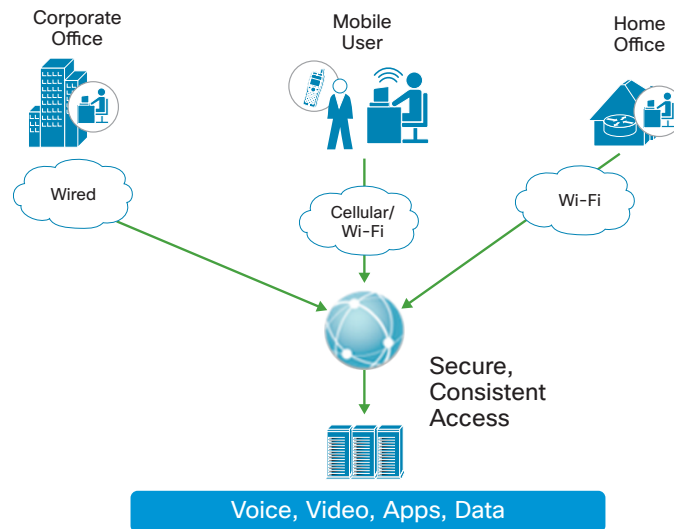 Corporate
Office
Mobile
User
Home
Office
Wired
Cellular/
Wi-Fi
Wi-Fi
Secure,
Consistent
Access
Voice, Video, Apps, Data